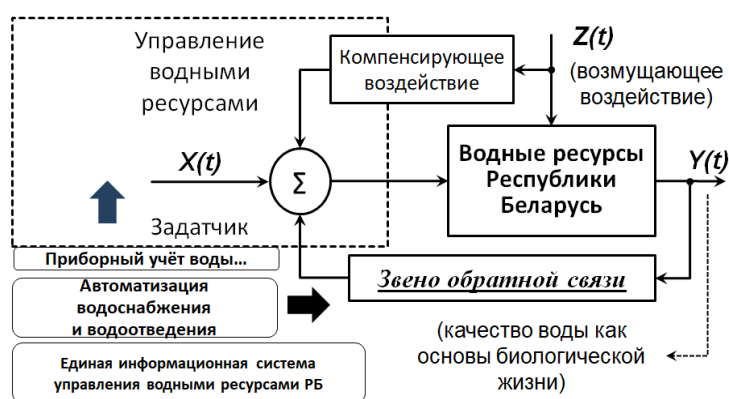 Управление
водными
ресурсами
Компенсирующее
воздействие
Z(t)
(возмущающее
воздействие)
X(t)
Σ
Водные ресурсы
Республики
Беларусь
Y(t)
Задатчик
Приборный учёт воды...
Звено обратной связи
Автоматизация
водоснабжения
и водоотведения
(качество воды как
основы биологической
жизни)
Единая информационная система
управления водными ресурсами РБ